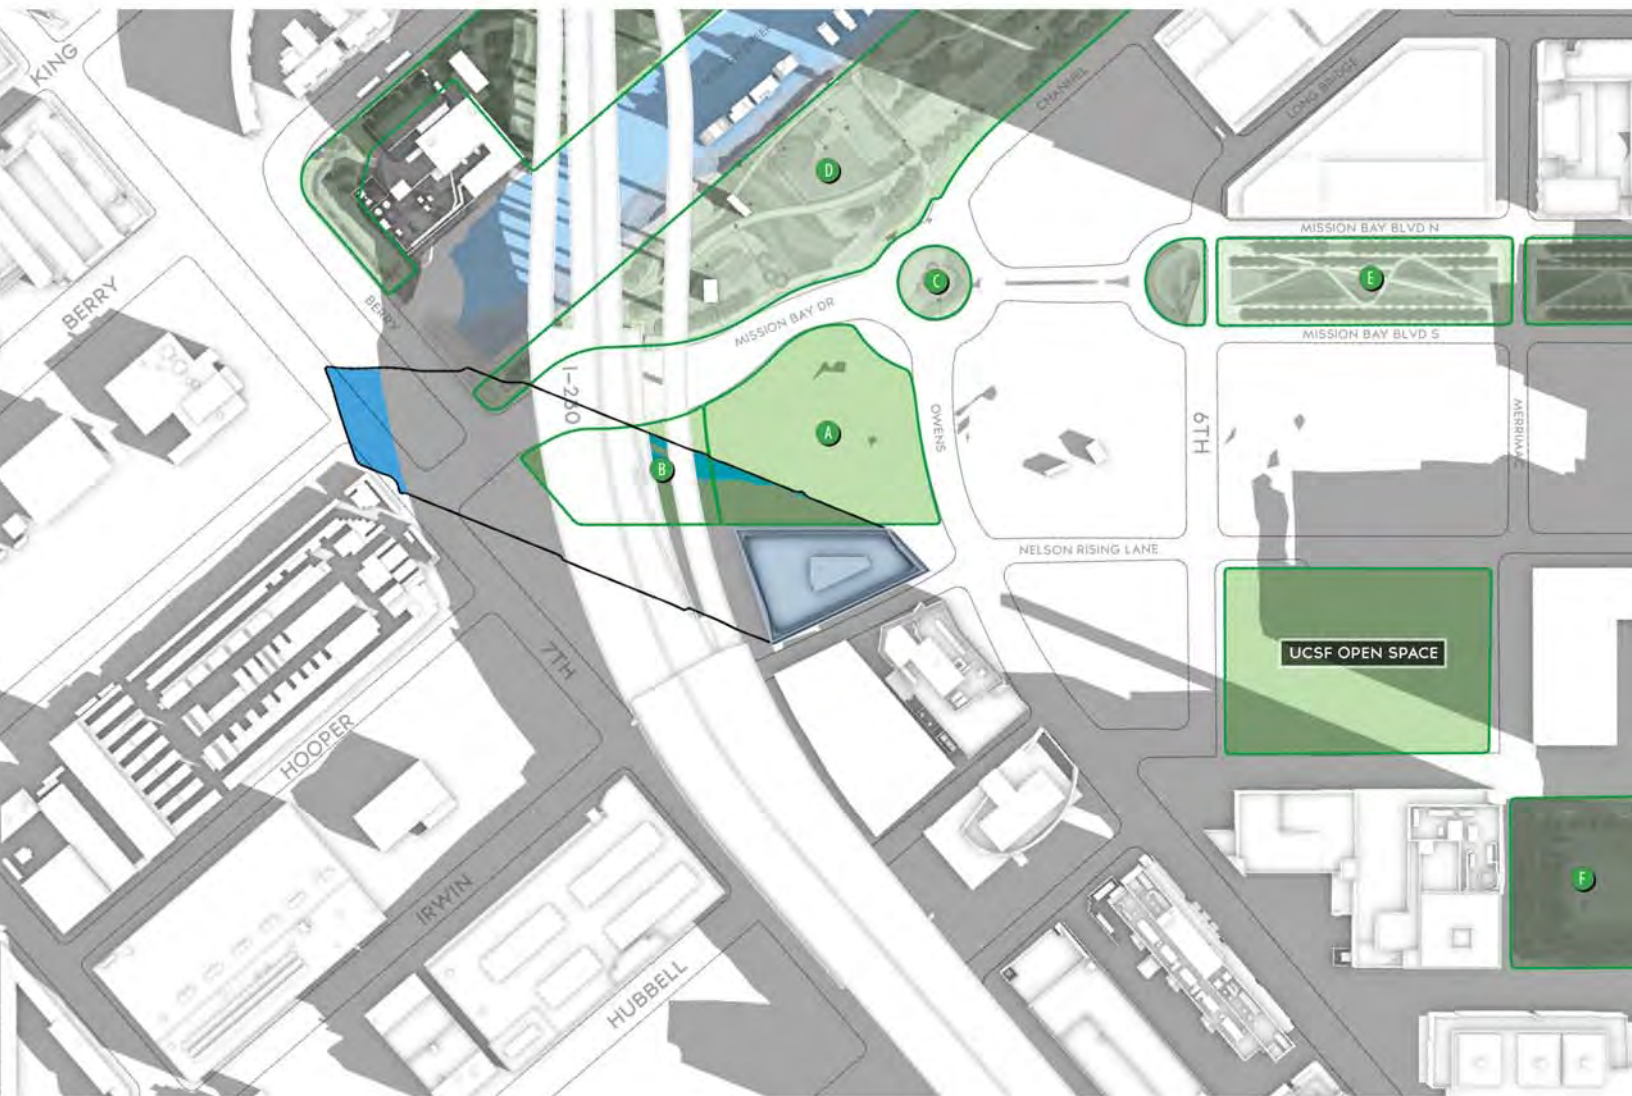 KING
CHANNEL
LONG BRIDGE
D
MISSION BAY BLVD N
C
E
BERRY
BERRY
MISSION BAY DR
MISSION BAY BLVD S
I-280
A
OWENS
6TH
MERRIMAC
B
NELSON RISING LANE
7TH
UCSF OPEN SPACE
HOOPER
IRWIN
F
HUBBELL